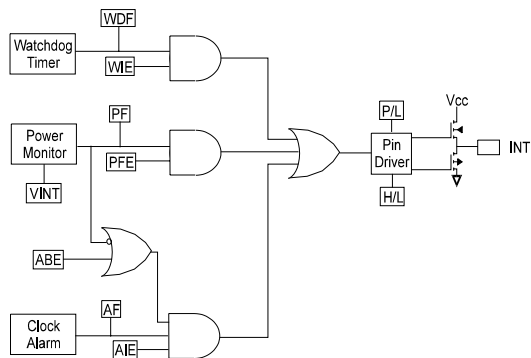 WDF
Watchdog
Timer
WIE
PF
Power
Monitor
PFE
VINT
ABE
AF
Clock
Alarm
AIE
P/L
Vcc
Pin
Driver
INT
H/L